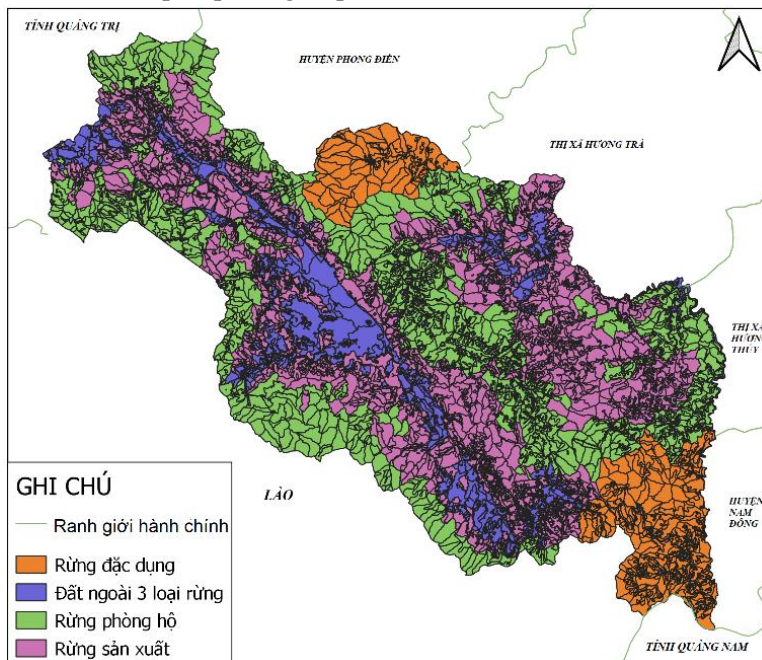 TỈNH QUẢNG TRỊ
HUYỆN PHONG ĐIỀN
THỊ XÃ HƯƠNG TRÀ
THỊ XÃ
HƯƠNG
THỦY
LÀO
HUYỆN
NAM
ĐÔNG
TỈNH QUẢNG NAM
GHI CHÚ
Ranh giới hành chính
Rừng đặc dụng
Đất ngoài 3 loại rừng
Rừng phòng hộ
Rừng sản xuất